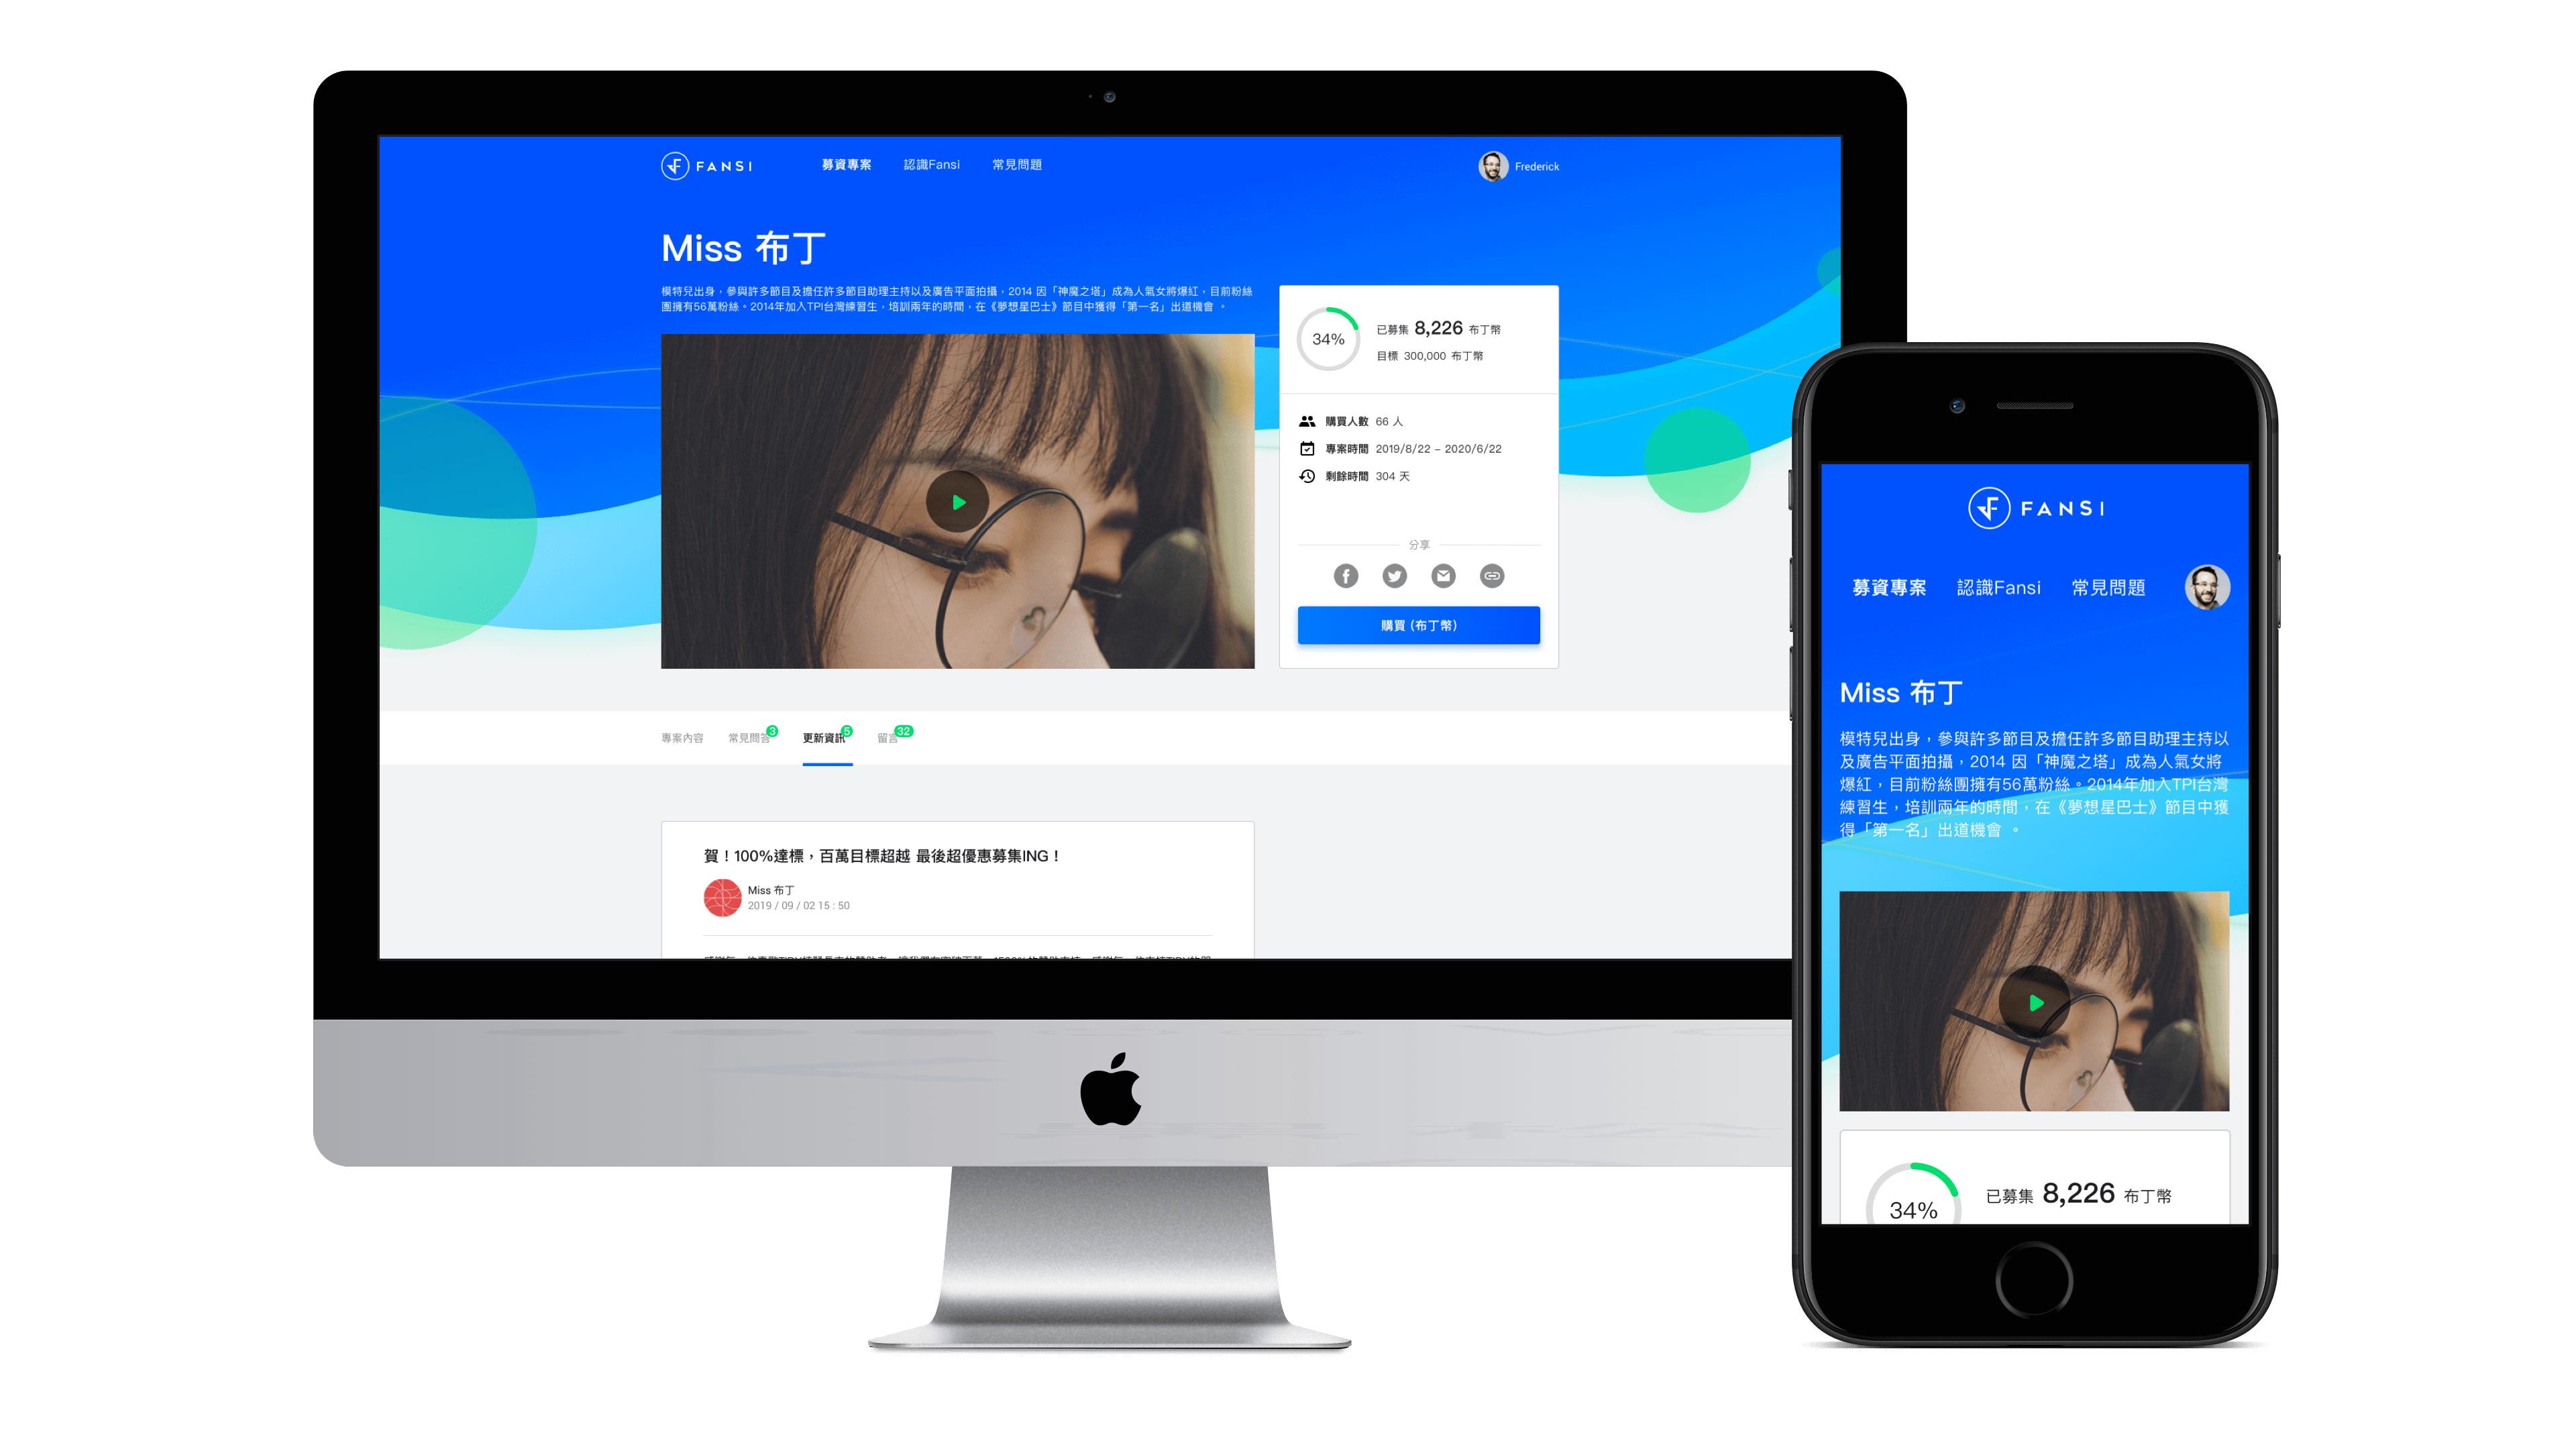 FANSI
募資專案 認識Fansi 常見問題
Frederick
Miss 布丁
模特兒出身，參與許多節目及擔任許多節目助理主持以及廣告平面拍攝，2014 因「神魔之塔」成為人氣女將爆紅，目前粉絲
團擁有56萬粉絲。2014年加入TPI台灣練習生，培訓兩年的時間，在《夢想星巴士》節目中獲得「第一名」出道機會 。
34%
已募集 8,226 布丁幣
目標 300,000 布丁幣
購買人數 66 人
專案時間 2019/8/22 – 2020/6/22
剩餘時間 304 天
分享
購買 (布丁幣)
專案內容 常見問答 3 更新資訊 5 留言 32
賀！100%達標，百萬目標超越 最後超優惠募集ING！
Miss 布丁
2019 / 09 / 02 15 : 50
FANSI
募資專案 認識Fansi 常見問題
Miss 布丁
模特兒出身，參與許多節目及擔任許多節目助理主持以
及廣告平面拍攝，2014 因「神魔之塔」成為人氣女將
爆紅，目前粉絲團擁有56萬粉絲。2014年加入TPI台灣
練習生，培訓兩年的時間，在《夢想星巴士》節目中獲
得「第一名」出道機會 。
34%
已募集 8,226 布丁幣